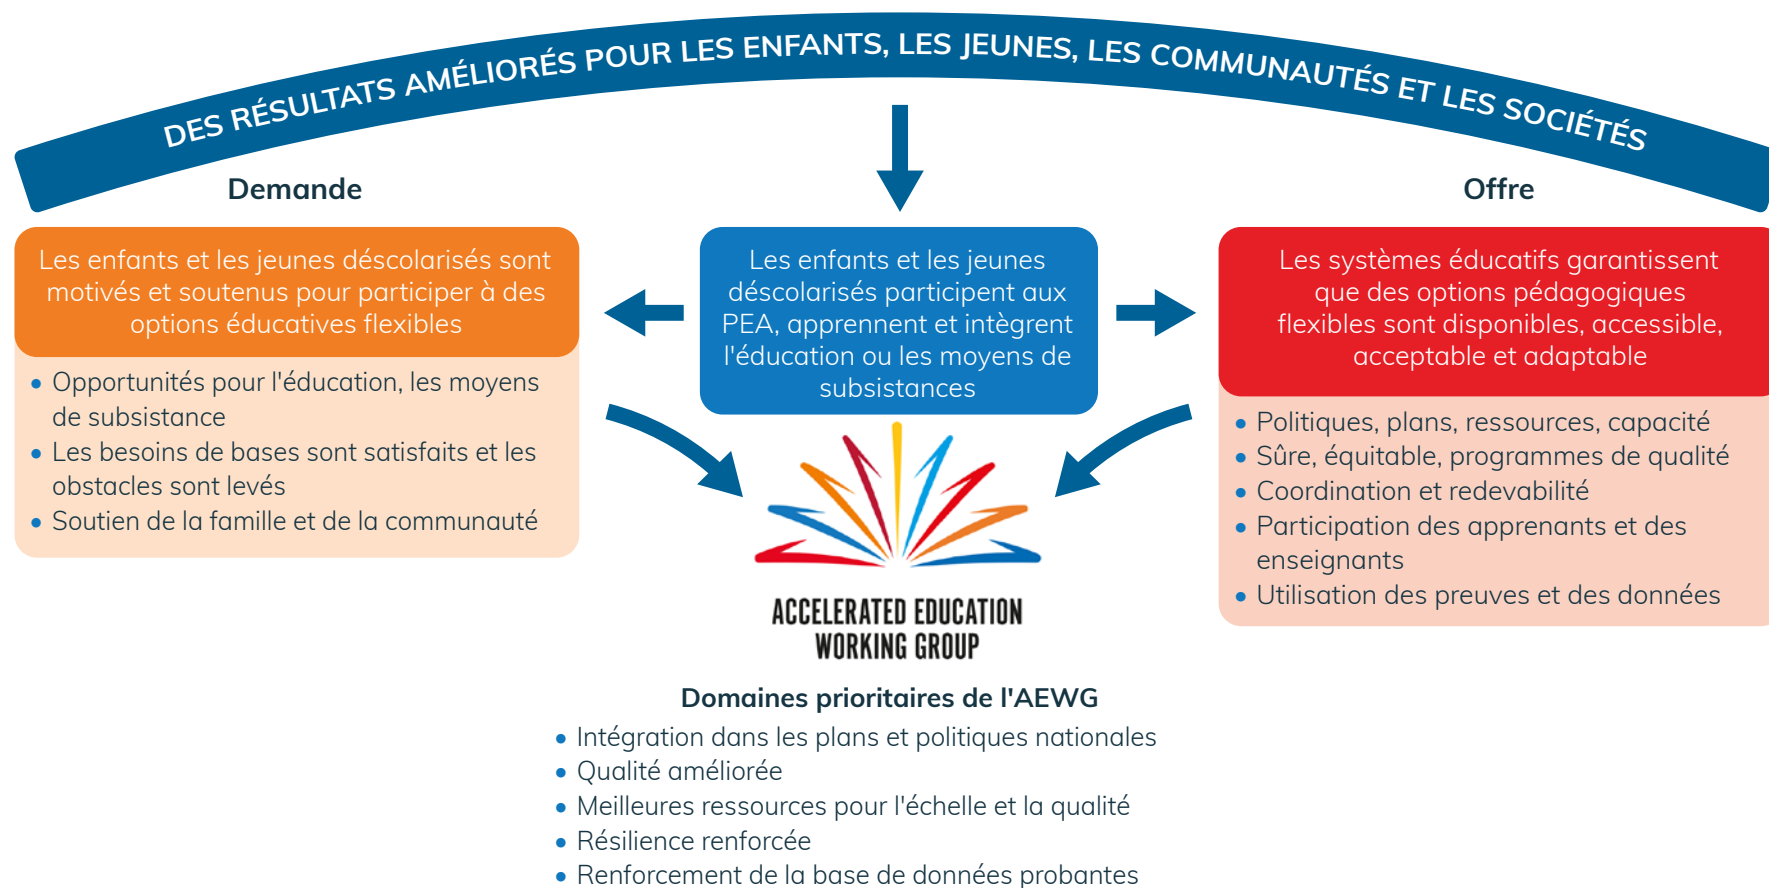 DES RÉSULTATS AMÉLIORÉS POUR LES ENFANTS, LES JEUNES, LES COMMUNAUTÉS ET LES SOCIÉTÉS
Demande
Les enfants et les jeunes déscolarisés sont
motivés et soutenus pour participer à des
options éducatives flexibles
• Opportunités pour l'éducation, les moyens
de subsistance
• Les besoins de bases sont satisfaits et les
obstacles sont levés
• Soutien de la famille et de la communauté
Les enfants et les jeunes
déscolarisés participent aux
PEA, apprennent et intègrent
l'éducation ou les moyens de
subsistances
Offre
Les systèmes éducatifs garantissent
que des options pédagogiques
flexibles sont disponibles, accessible,
acceptable et adaptable
• Politiques, plans, ressources, capacité
• Sûre, équitable, programmes de qualité
• Coordination et redevabilité
• Participation des apprenants et des
enseignants
• Utilisation des preuves et des données
ACCELERATED EDUCATION
WORKING GROUP
Domaines prioritaires de l'AEWG
• Intégration dans les plans et politiques nationales
• Qualité améliorée
• Meilleures ressources pour l'échelle et la qualité
• Résilience renforcée
• Renforcement de la base de données probantes